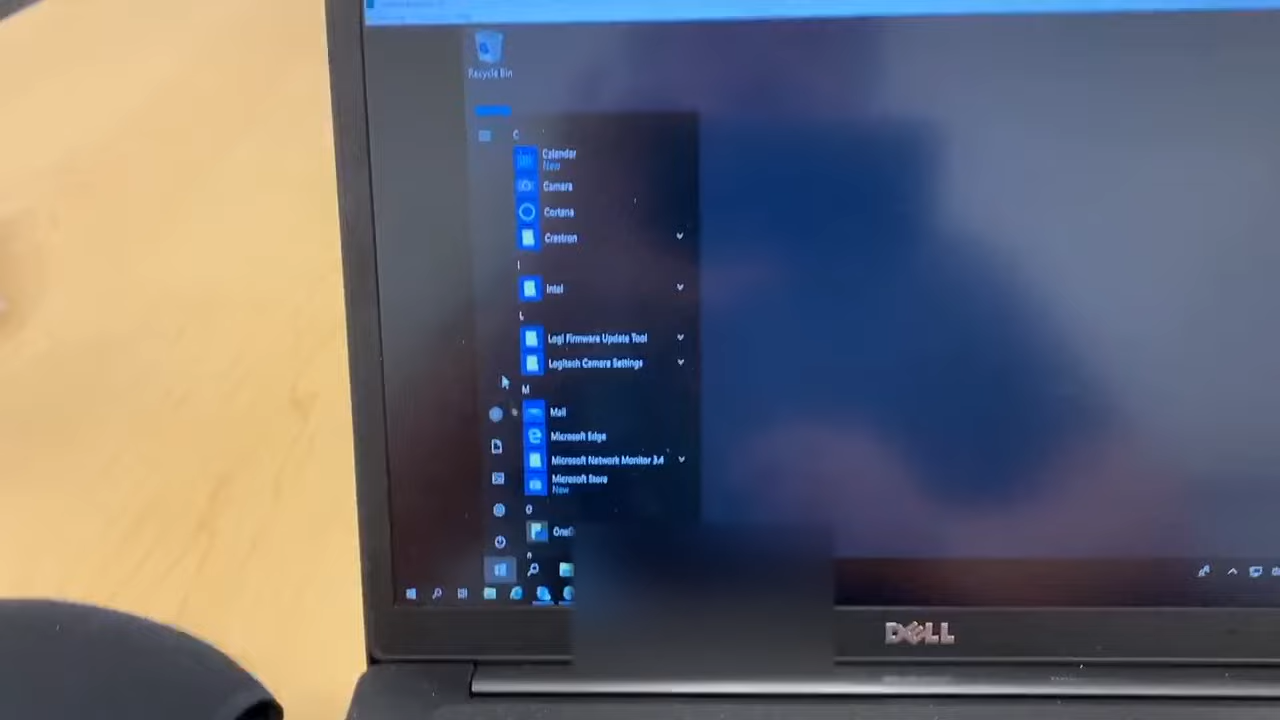 Recycle Bin
C
Calendar
New
Camera
Cortana
Crestron
I
Intel
L
Logi Firmware Update Tool
Logitech Camera Settings
M
Mail
Microsoft Edge
Microsoft Network Monitor 3.4
Microsoft Store
New
O
DELL